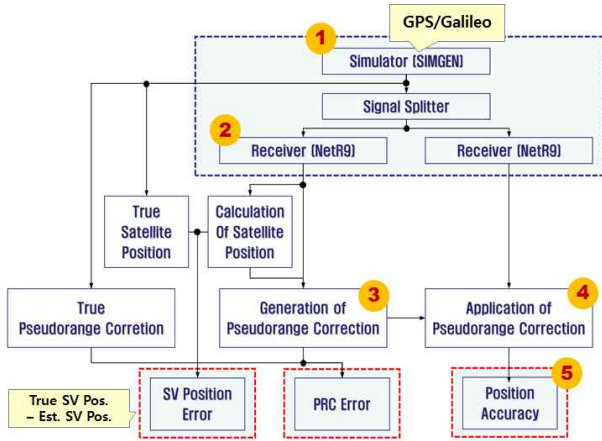 GPS/Galileo
1
Simulator (SIMGEN)
Signal Splitter
2
Receiver (NetR9)
Receiver (NetR9)
True
Satellite
Position
Calculation
Of Satellite
Position
3
4
True
Pseudorange Corretion
Generation of
Pseudorange Correction
Application of
Pseudorange Correction
5
True SV Pos.
– Est. SV Pos.
SV Position
Error
PRC Error
Position
Accuracy